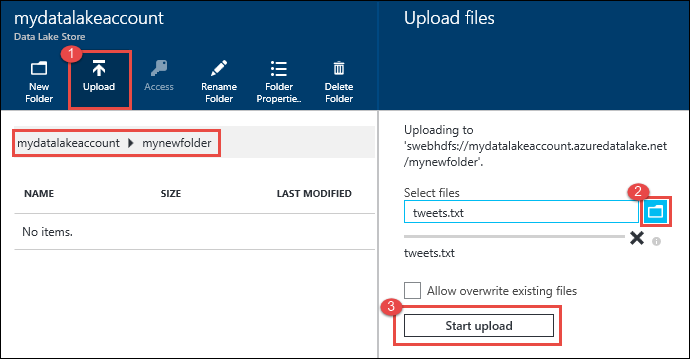 mydatalakeaccount
Data Lake Store
1
New
Folder
Upload
Access
Rename
Folder
Folder
Propertie..
Delete
Folder
mydatalakeaccount mynewfolder
NAME SIZE LAST MODIFIED
No items.
Upload files
Uploading to
'swebhdfs://mydatalakeaccount.azuredatalake.net
/mynewfolder'.
Select files
2
tweets.txt
tweets.txt
Allow overwrite existing files
3
Start upload